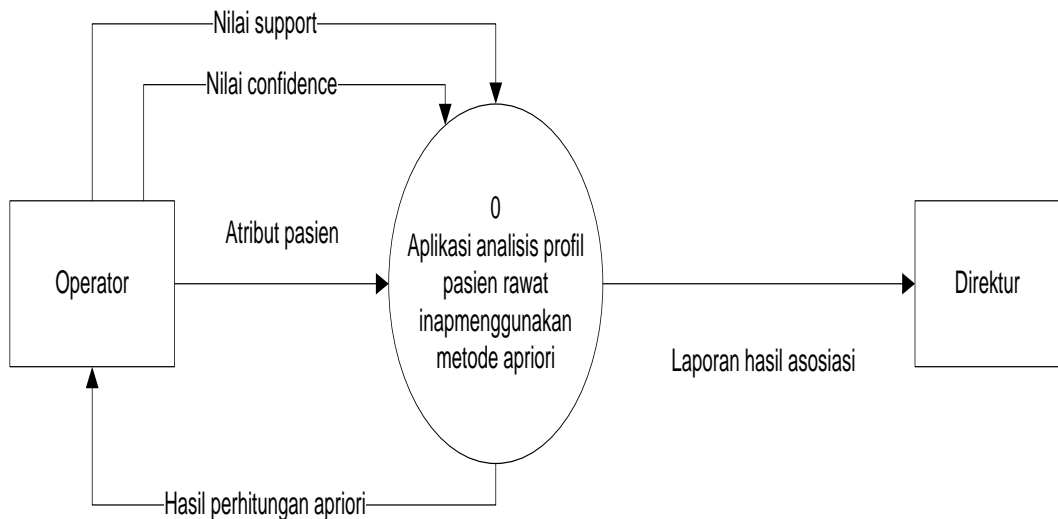 Nilai support
Nilai confidence
Operator
Atribut pasien
0
Aplikasi analisis profil
pasien rawat
inapmenggunakan
metode apriori
Direktur
Laporan hasil asosiasi
Hasil perhitungan apriori